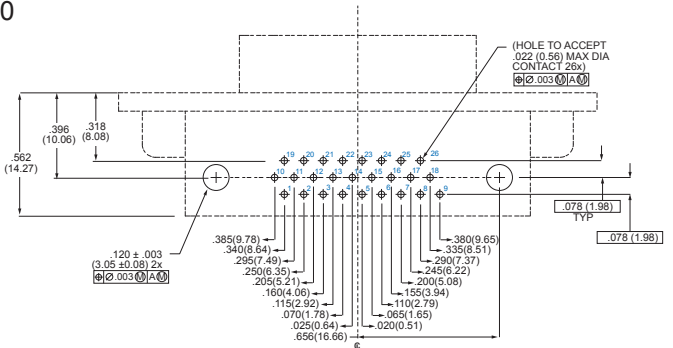 0
(HOLE TO ACCEPT
.022 (0.56) MAX DIA
CONTACT 26x)
⌖ Ø.003 Ⓜ A Ⓜ
.562
(14.27)
.396
(10.06)
.318
(8.08)
19 20 21 22 23 24 25 26
10 11 12 13 14 15 16 17 18
1 2 3 4 5 6 7 8 9
.078 (1.98)
TYP
.078 (1.98)
.120 ± .003
(3.05 ±0.08) 2x
⌖ Ø.003 Ⓜ A Ⓜ
.385(9.78)
.340(8.64)
.295(7.49)
.250(6.35)
.205(5.21)
.160(4.06)
.115(2.92)
.070(1.78)
.025(0.64)
.656(16.66)
.380(9.65)
.335(8.51)
.290(7.37)
.245(6.22)
.200(5.08)
.155(3.94)
.110(2.79)
.065(1.65)
.020(0.51)
℄